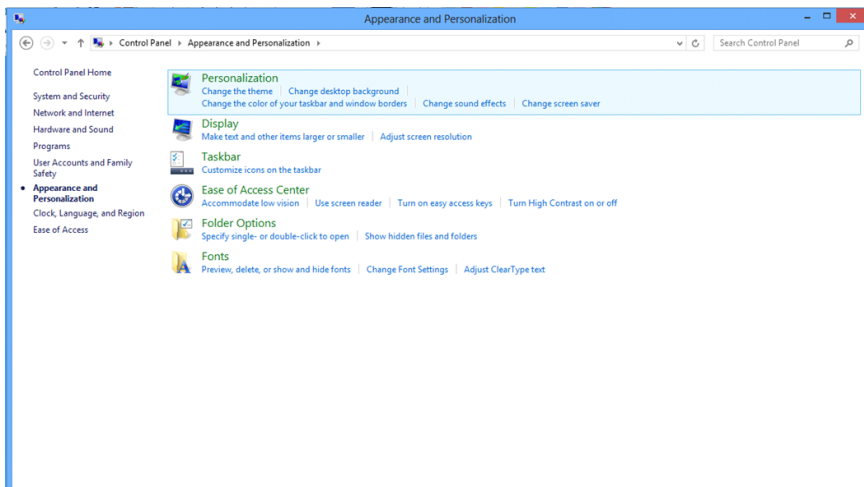 Appearance and Personalization
Control Panel Appearance and Personalization
Search Control Panel
Control Panel Home
System and Security
Network and Internet
Hardware and Sound
Programs
User Accounts and Family
Safety
Appearance and
Personalization
Clock, Language, and Region
Ease of Access
Personalization
Change the theme Change desktop background
Change the color of your taskbar and window borders Change sound effects Change screen saver
Display
Make text and other items larger or smaller Adjust screen resolution
Taskbar
Customize icons on the taskbar
Ease of Access Center
Accommodate low vision Use screen reader Turn on easy access keys Turn High Contrast on or off
Folder Options
Specify single- or double-click to open Show hidden files and folders
Fonts
Preview, delete, or show and hide fonts Change Font Settings Adjust ClearType text